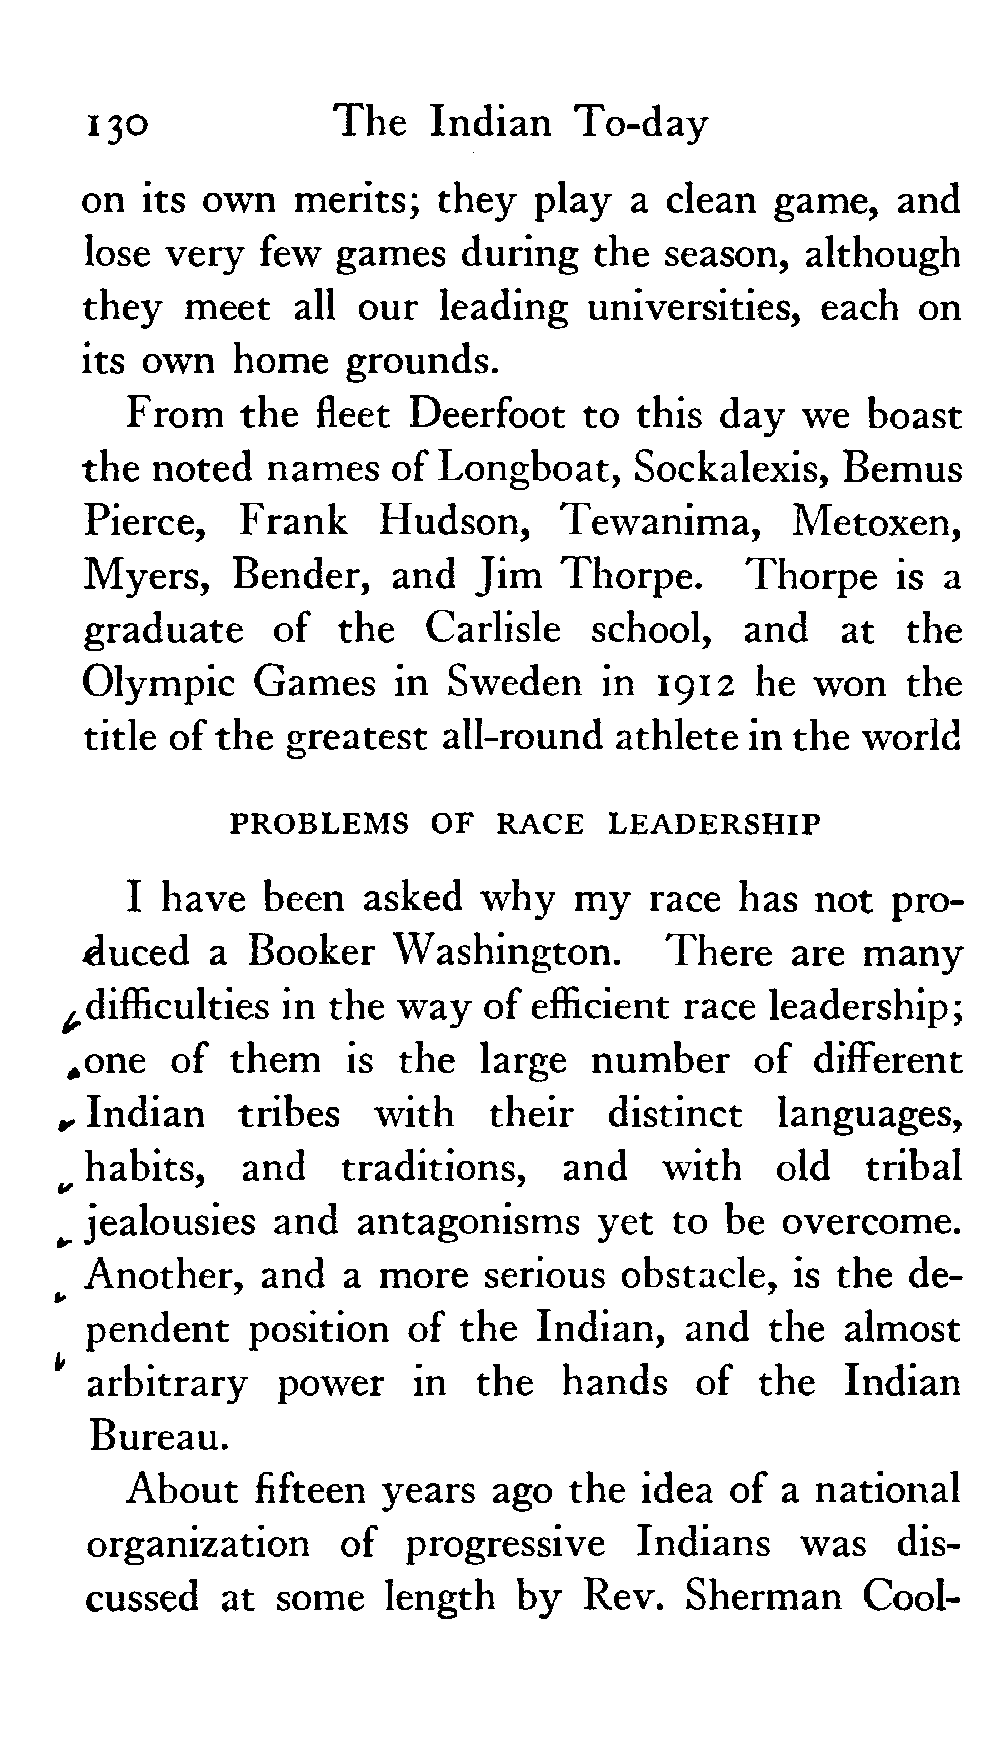 130 The Indian To-day
on its own merits; they play a clean game, and
lose very few games during the season, although
they meet all our leading universities, each on
its own home grounds.
From the fleet Deerfoot to this day we boast
the noted names of Longboat, Sockalexis, Bemus
Pierce, Frank Hudson, Tewanima, Metoxen,
Myers, Bender, and Jim Thorpe. Thorpe is a
graduate of the Carlisle school, and at the
Olympic Games in Sweden in 1912 he won the
title of the greatest all-round athlete in the world
PROBLEMS OF RACE LEADERSHIP
I have been asked why my race has not pro-
duced a Booker Washington. There are many
difficulties in the way of efficient race leadership;
one of them is the large number of different
Indian tribes with their distinct languages,
habits, and traditions, and with old tribal
jealousies and antagonisms yet to be overcome.
Another, and a more serious obstacle, is the de-
pendent position of the Indian, and the almost
arbitrary power in the hands of the Indian
Bureau.
About fifteen years ago the idea of a national
organization of progressive Indians was dis-
cussed at some length by Rev. Sherman Cool-